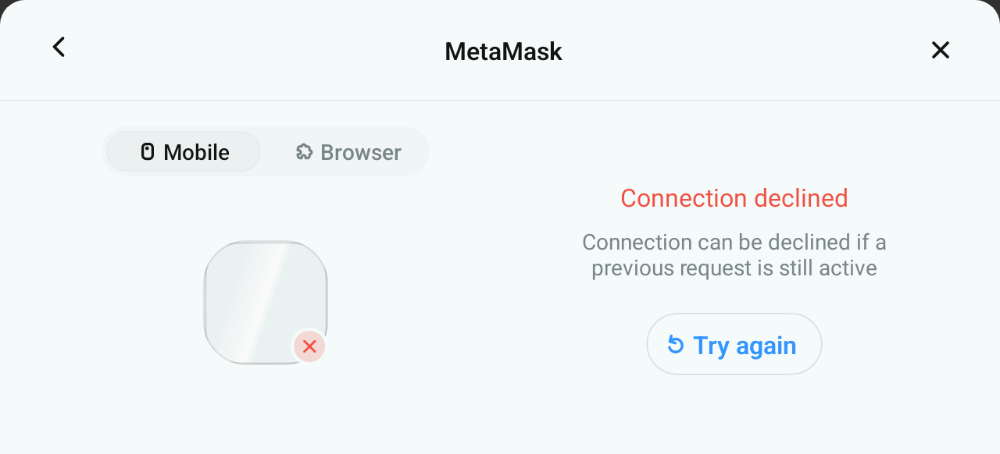 MetaMask
Mobile
Browser
Connection declined
Connection can be declined if a
previous request is still active
Try again